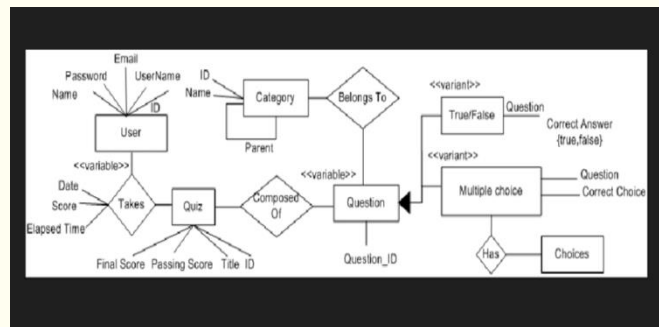 Email
Password
UserName
Name
ID
User
<<variable>>
Date
Score
Elapsed Time
Takes
Quiz
Final Score
Passing Score
Title
ID
Composed
Of
ID
Name
Category
Parent
Belongs To
<<variable>>
Question
Question_ID
<<variant>>
True/False
Question
Correct Answer
{true,false}
<<variant>>
Multiple choice
Question
Correct Choice
Has
Choices